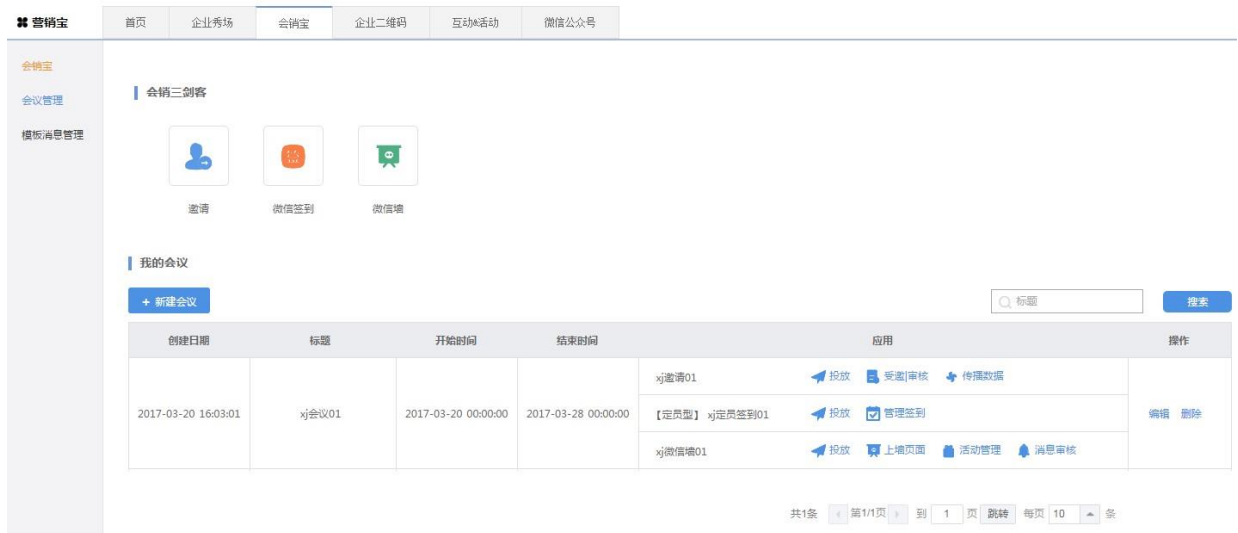 营销宝 首页 企业秀场 会销宝 企业二维码 互动&活动 微信公众号
会销宝
会议管理
模板消息管理
会销三剑客
邀请 微信签到 微信墙
我的会议
+ 新建会议 标题 搜索
创建日期 标题 开始时间 结束时间 应用 操作
xj邀请01 投放 受邀|审核 传播数据
2017-03-20 16:03:01 xj会议01 2017-03-20 00:00:00 2017-03-28 00:00:00 【定员型】 xj定员签到01 投放 管理签到 编辑 删除
xj微信墙01 投放 上墙页面 活动管理 消息审核
共1条 第1/1页 到 1 页 跳转 每页 10 条